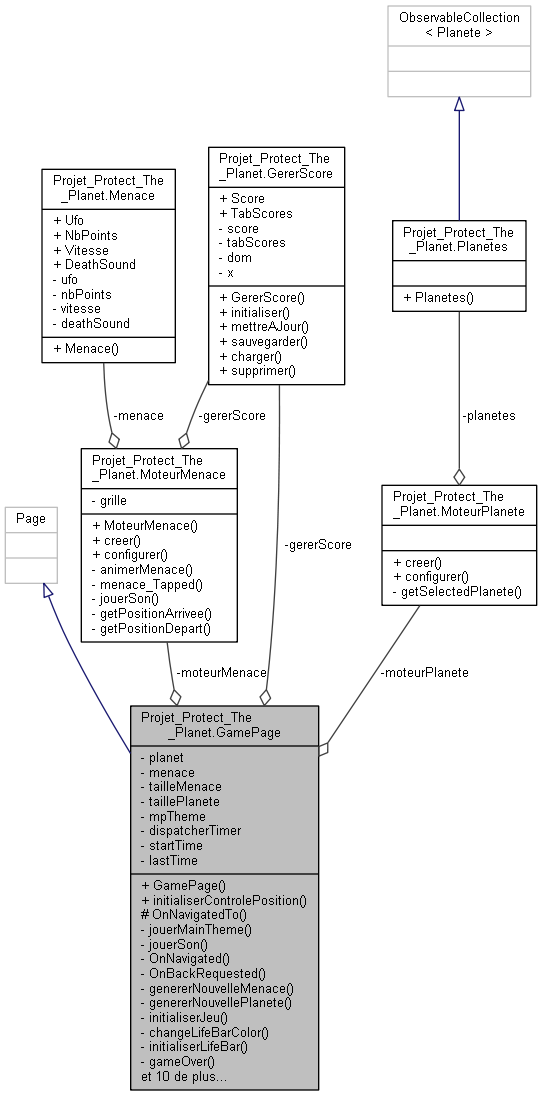 ObservableCollection
< Planete >
Projet_Protect_The
_Planet.Menace
+ Ufo
+ NbPoints
+ Vitesse
+ DeathSound
- ufo
- nbPoints
- vitesse
- deathSound
+ Menace()
Projet_Protect_The
_Planet.GererScore
+ Score
+ TabScores
- score
- tabScores
- dom
- x
+ GererScore()
+ initialiser()
+ mettreAJour()
+ sauvegarder()
+ charger()
+ supprimer()
Projet_Protect_The
_Planet.Planetes
+ Planetes()
-menace
-gererScore
-planetes
Projet_Protect_The
_Planet.MoteurMenace
- grille
+ MoteurMenace()
+ creer()
+ configurer()
- animerMenace()
- menace_Tapped()
- jouerSon()
- getPositionArrivee()
- getPositionDepart()
Page
-gererScore
Projet_Protect_The
_Planet.MoteurPlanete
+ creer()
+ configurer()
- getSelectedPlanete()
-moteurMenace
-moteurPlanete
Projet_Protect_The
_Planet.GamePage
- planet
- menace
- tailleMenace
- taillePlanete
- mpTheme
- dispatcherTimer
- startTime
- lastTime
+ GamePage()
+ initialiserControlePosition()
# OnNavigatedTo()
- jouerMainTheme()
- jouerSon()
- OnNavigated()
- OnBackRequested()
- genererNouvelleMenace()
- genererNouvellePlanete()
- initialiserJeu()
- changeLifeBarColor()
- initialiserLifeBar()
- gameOver()
et 10 de plus...